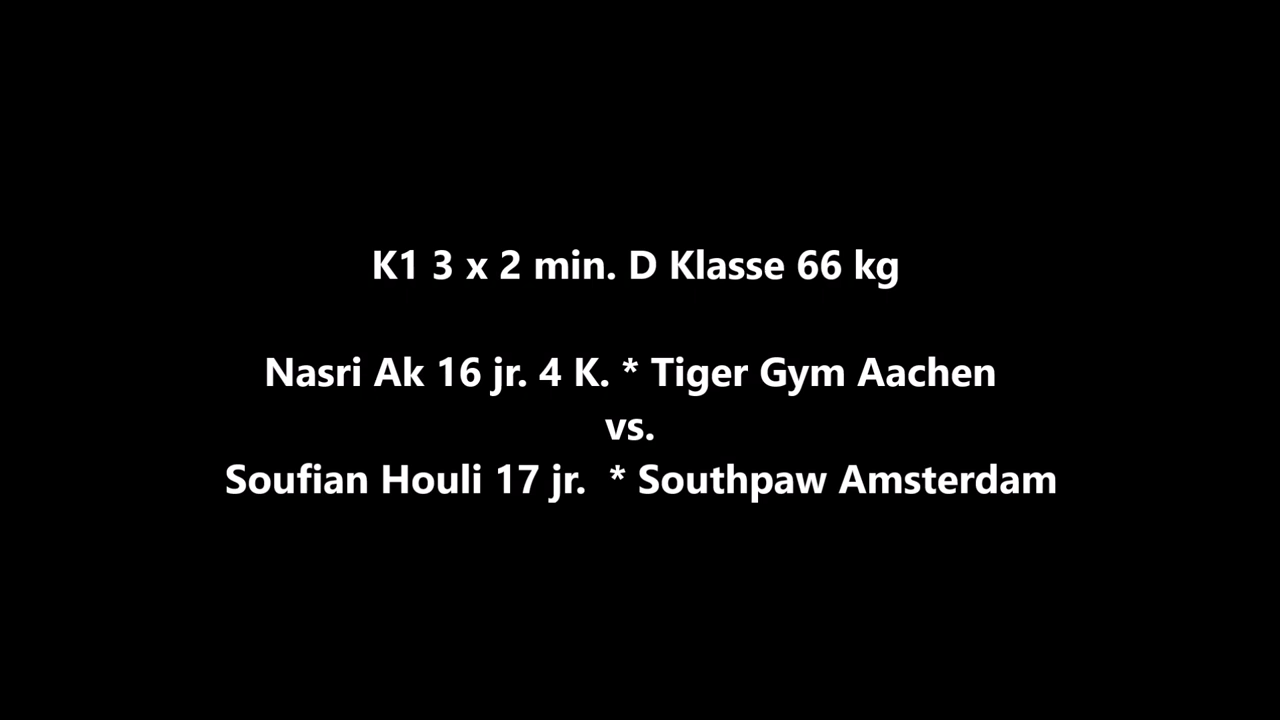 K1 3 x 2 min. D Klasse 66 kg
Nasri Ak 16 jr. 4 K. * Tiger Gym Aachen
vs.
Soufian Houli 17 jr.  * Southpaw Amsterdam